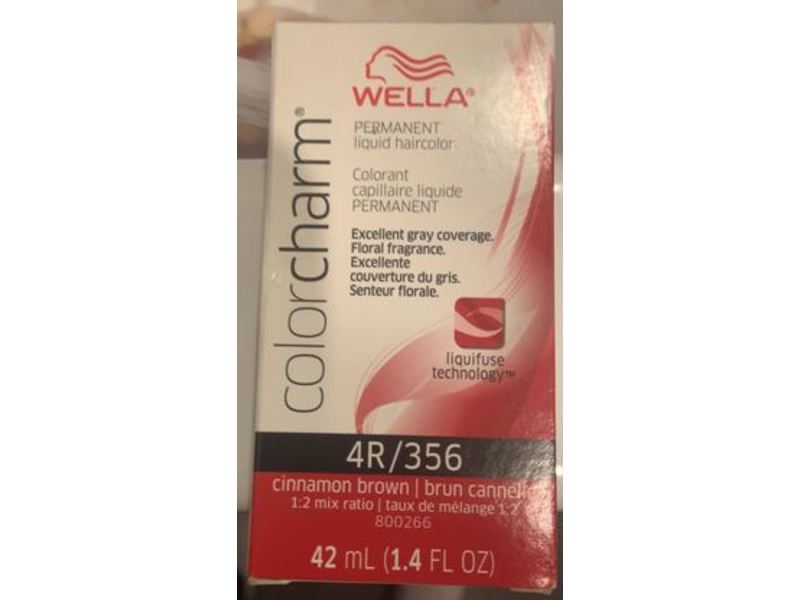 WELLA®
PERMANENT
liquid haircolor
Colorant
capillaire liquide
PERMANENT
Excellent gray coverage.
Floral fragrance.
Excellente
couverture du gris.
Senteur florale.
colorcharm®
liquifuse
technology™
4R/356
cinnamon brown | brun cannelle
1:2 mix ratio | taux de mélange 1:2
800266
42 mL (1.4 FL OZ)